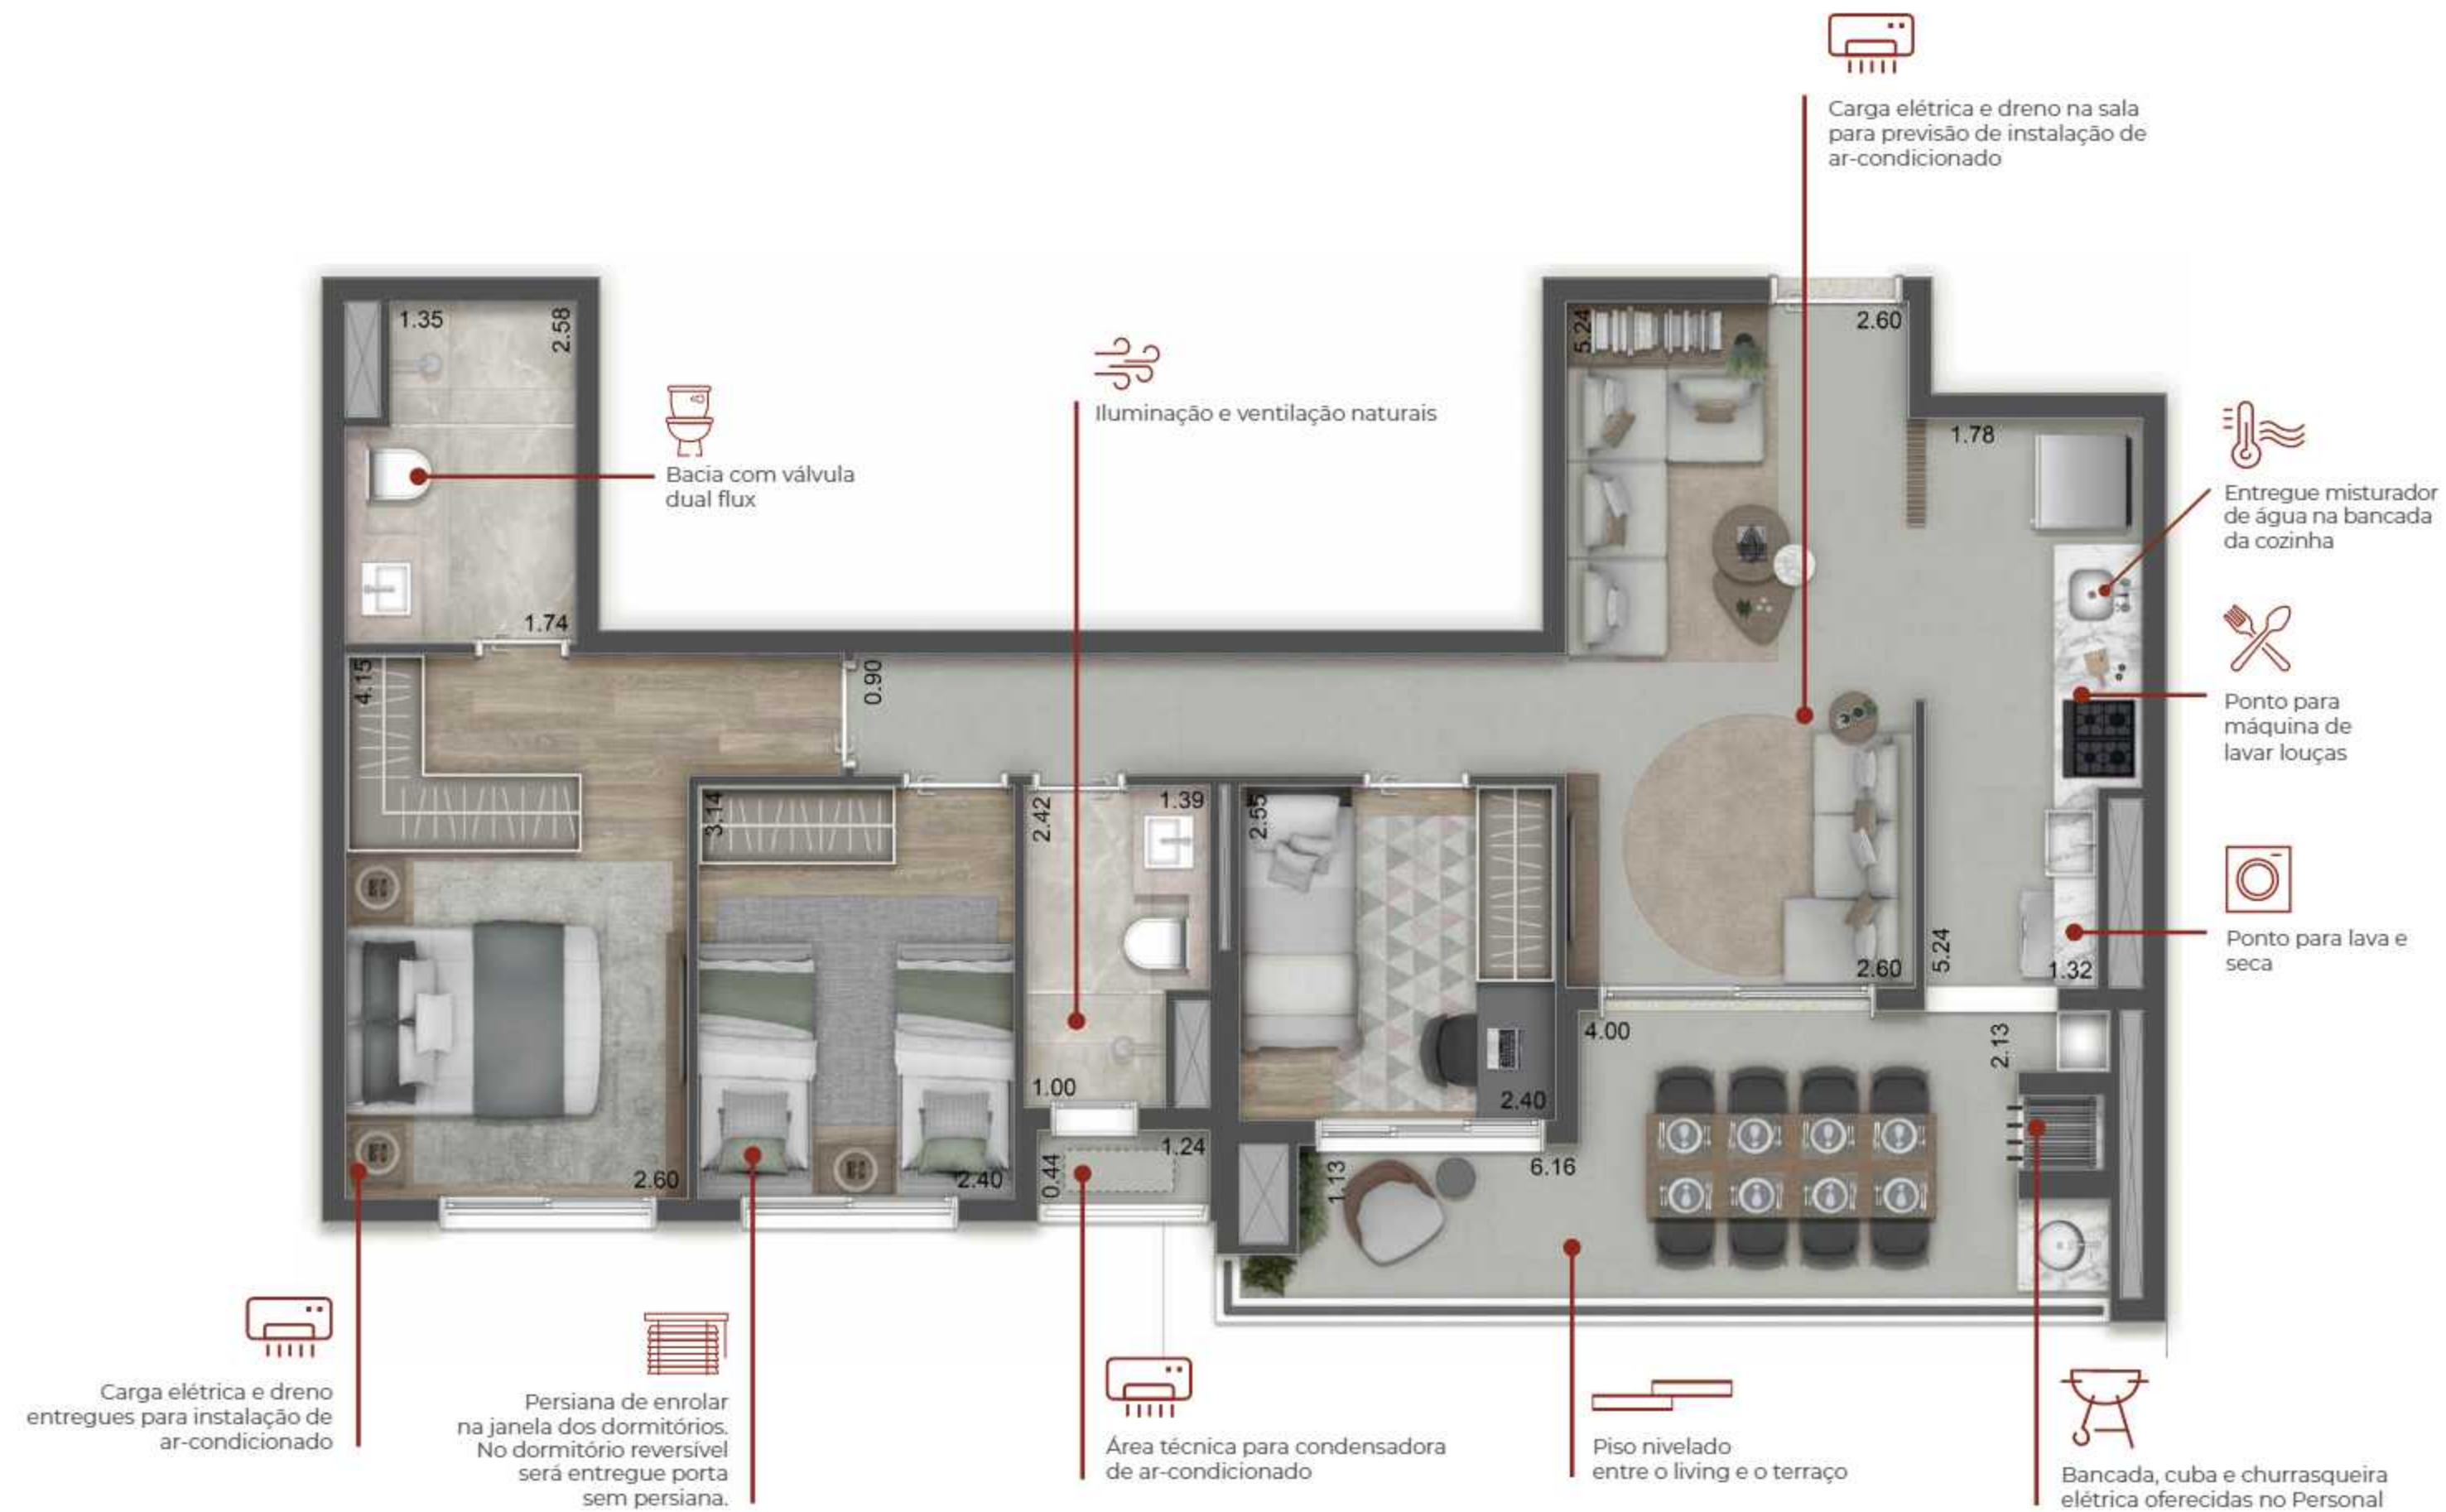 Carga elétrica e dreno na sala
para previsão de instalação de
ar-condicionado
1.35
2.58
5.24
2.60
Iluminação e ventilação naturais
1.78
Bacia com válvula
dual flux
Entregue misturador
de água na bancada
da cozinha
1.74
4.15
0.90
Ponto para
máquina de
lavar louças
3.14
2.42
1.39
2.55
Ponto para lava e
seca
5.24
2.60
1.32
4.00
2.13
1.00
2.40
2.60
2.40
0.44
1.24
1.13
6.16
Carga elétrica e dreno
entregues para instalação de
ar-condicionado
Persiana de enrolar
na janela dos dormitórios.
No dormitório reversível
será entregue porta
sem persiana.
Área técnica para condensadora
de ar-condicionado
Piso nivelado
entre o living e o terraço
Bancada, cuba e churrasqueira
elétrica oferecidas no Personal